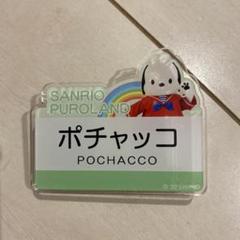 SANRIO
PUROLAND
ポチャッコ
POCHACCO